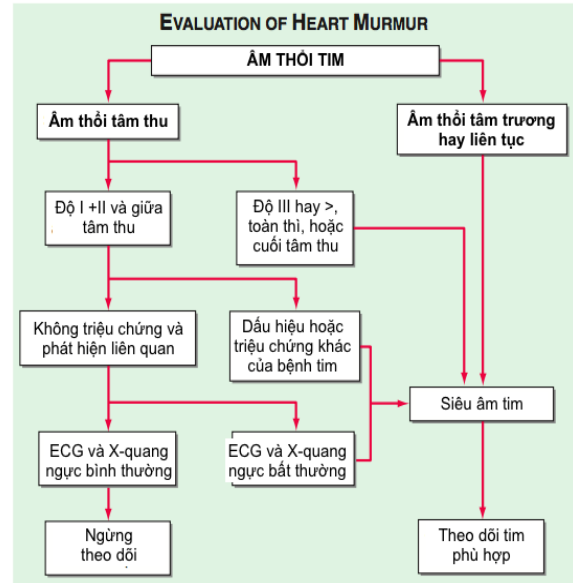 EVALUATION OF HEART MURMUR
ÂM THỔI TIM
Âm thổi tâm thu
Âm thổi tâm trương
hay liên tục
Độ I +II và giữa
tâm thu
Độ III hay >,
toàn thì, hoặc
cuối tâm thu
Không triệu chứng và
phát hiện liên quan
Dấu hiệu hoặc
triệu chứng khác
của bệnh tim
Siêu âm tim
ECG và X-quang
ngực bình thường
ECG và X-quang
ngực bất thường
Ngừng
theo dõi
Theo dõi tim
phù hợp